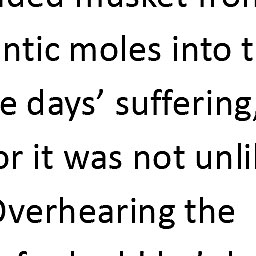 ntic moles into t
e days’ suffering,
or it was not unli
Overhearing the